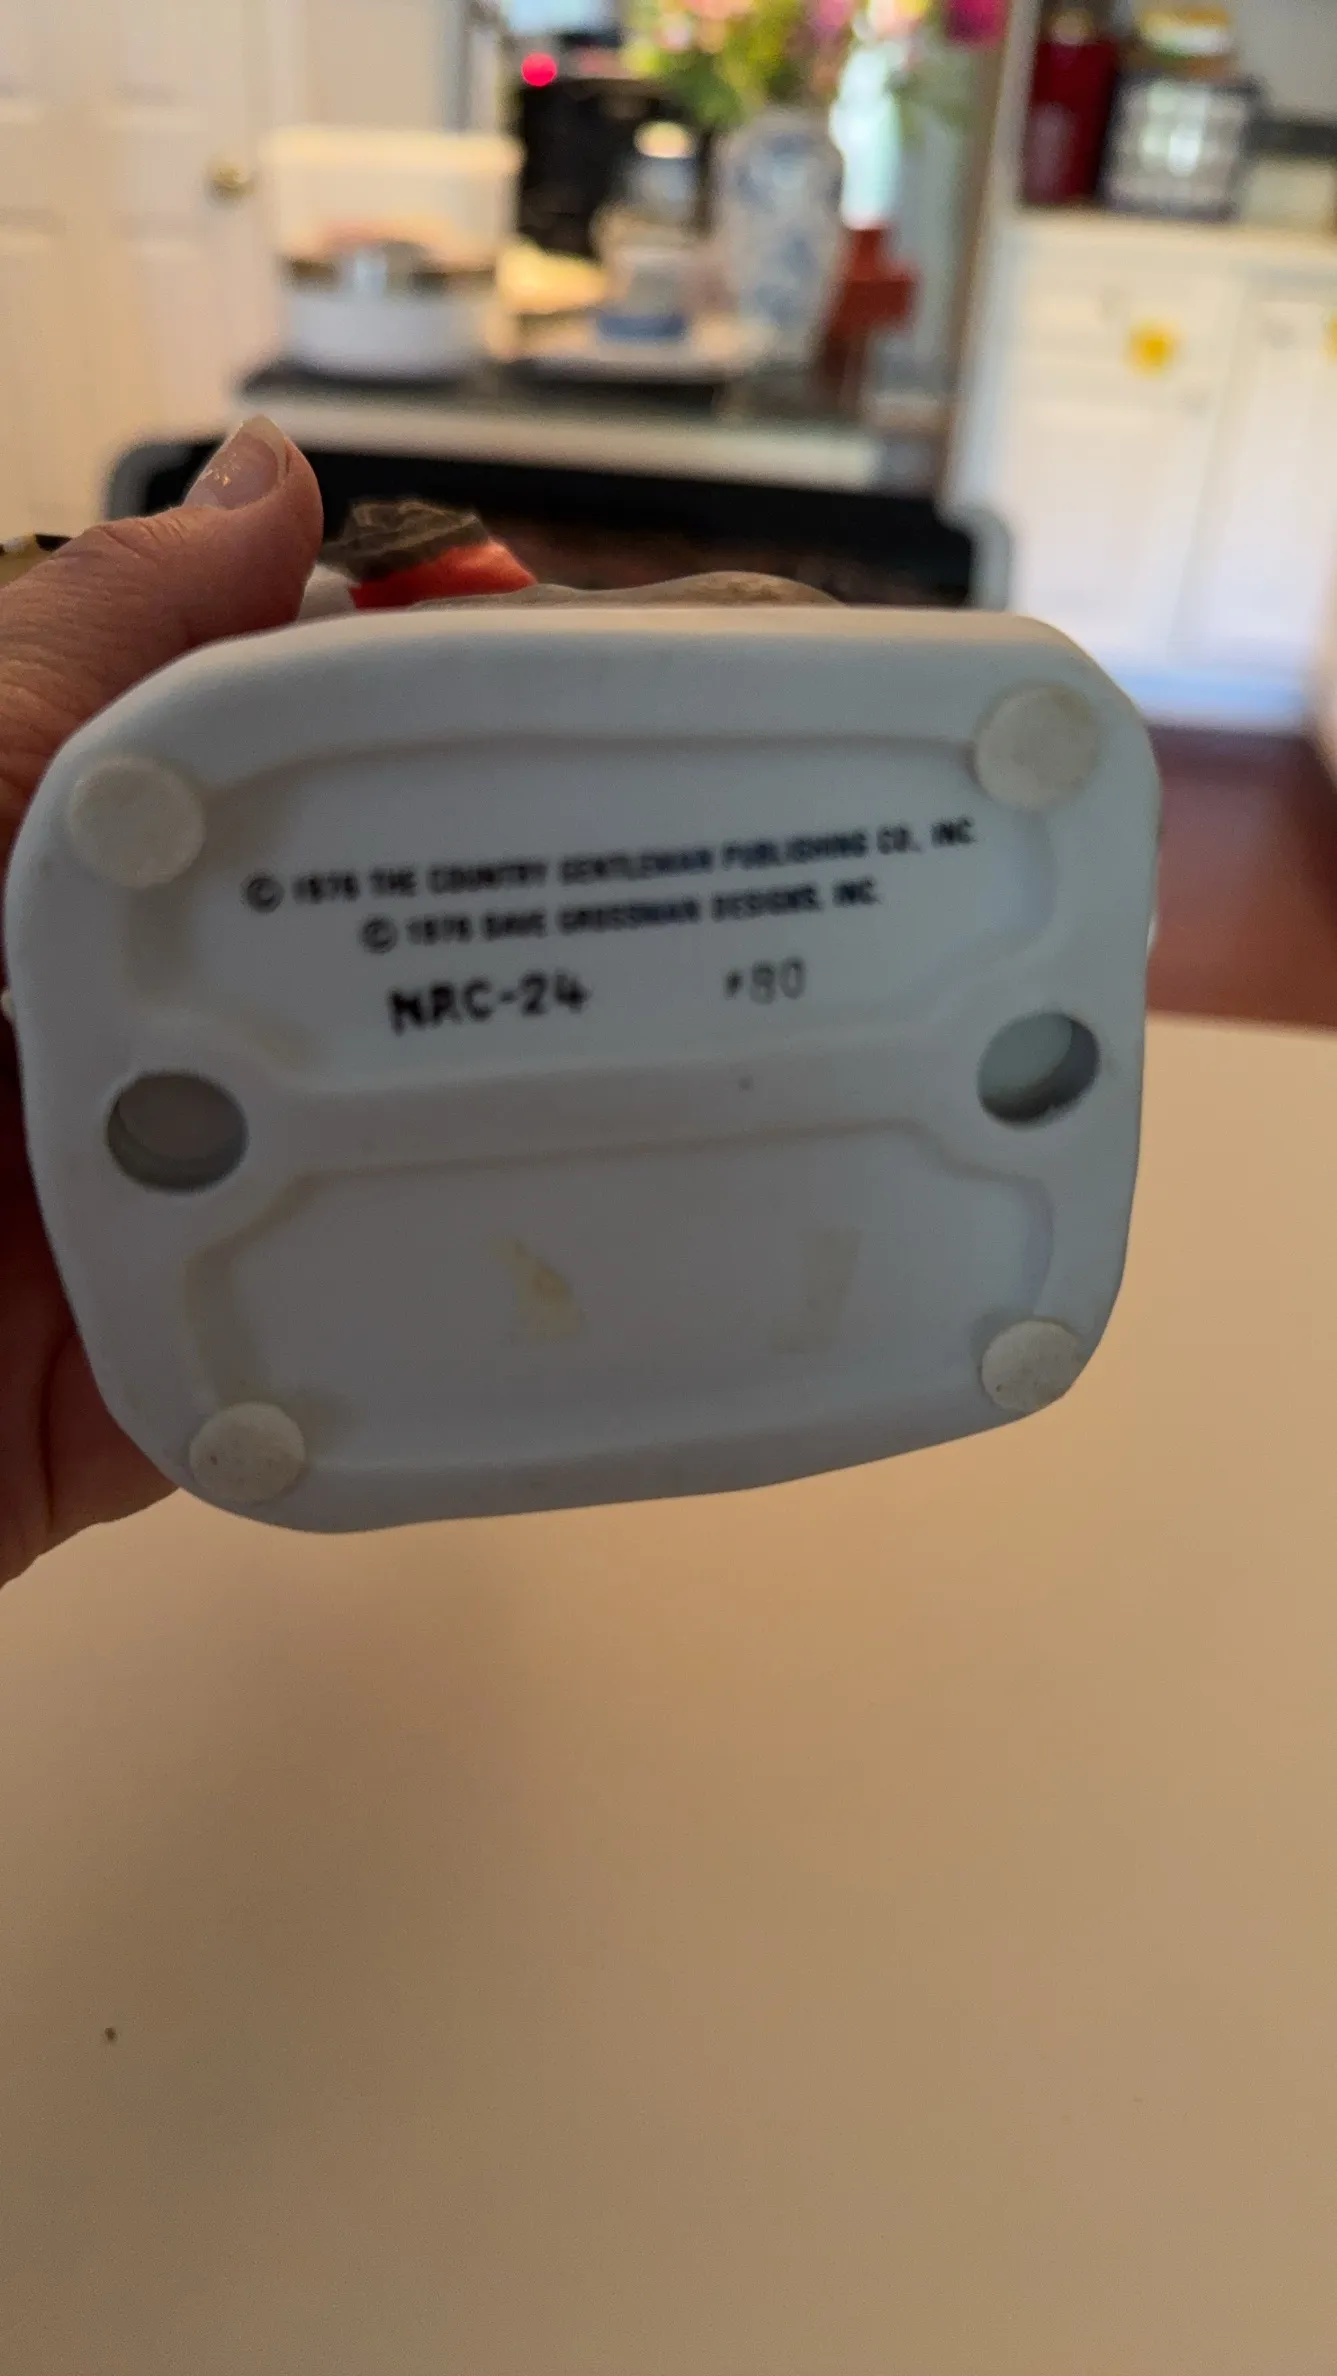 © 1978 THE COUNTRY GENTLEMAN PUBLISHING CO., INC.
© 1978 DAVE GROSSMAN DESIGNS, INC.
NRC-24 '80